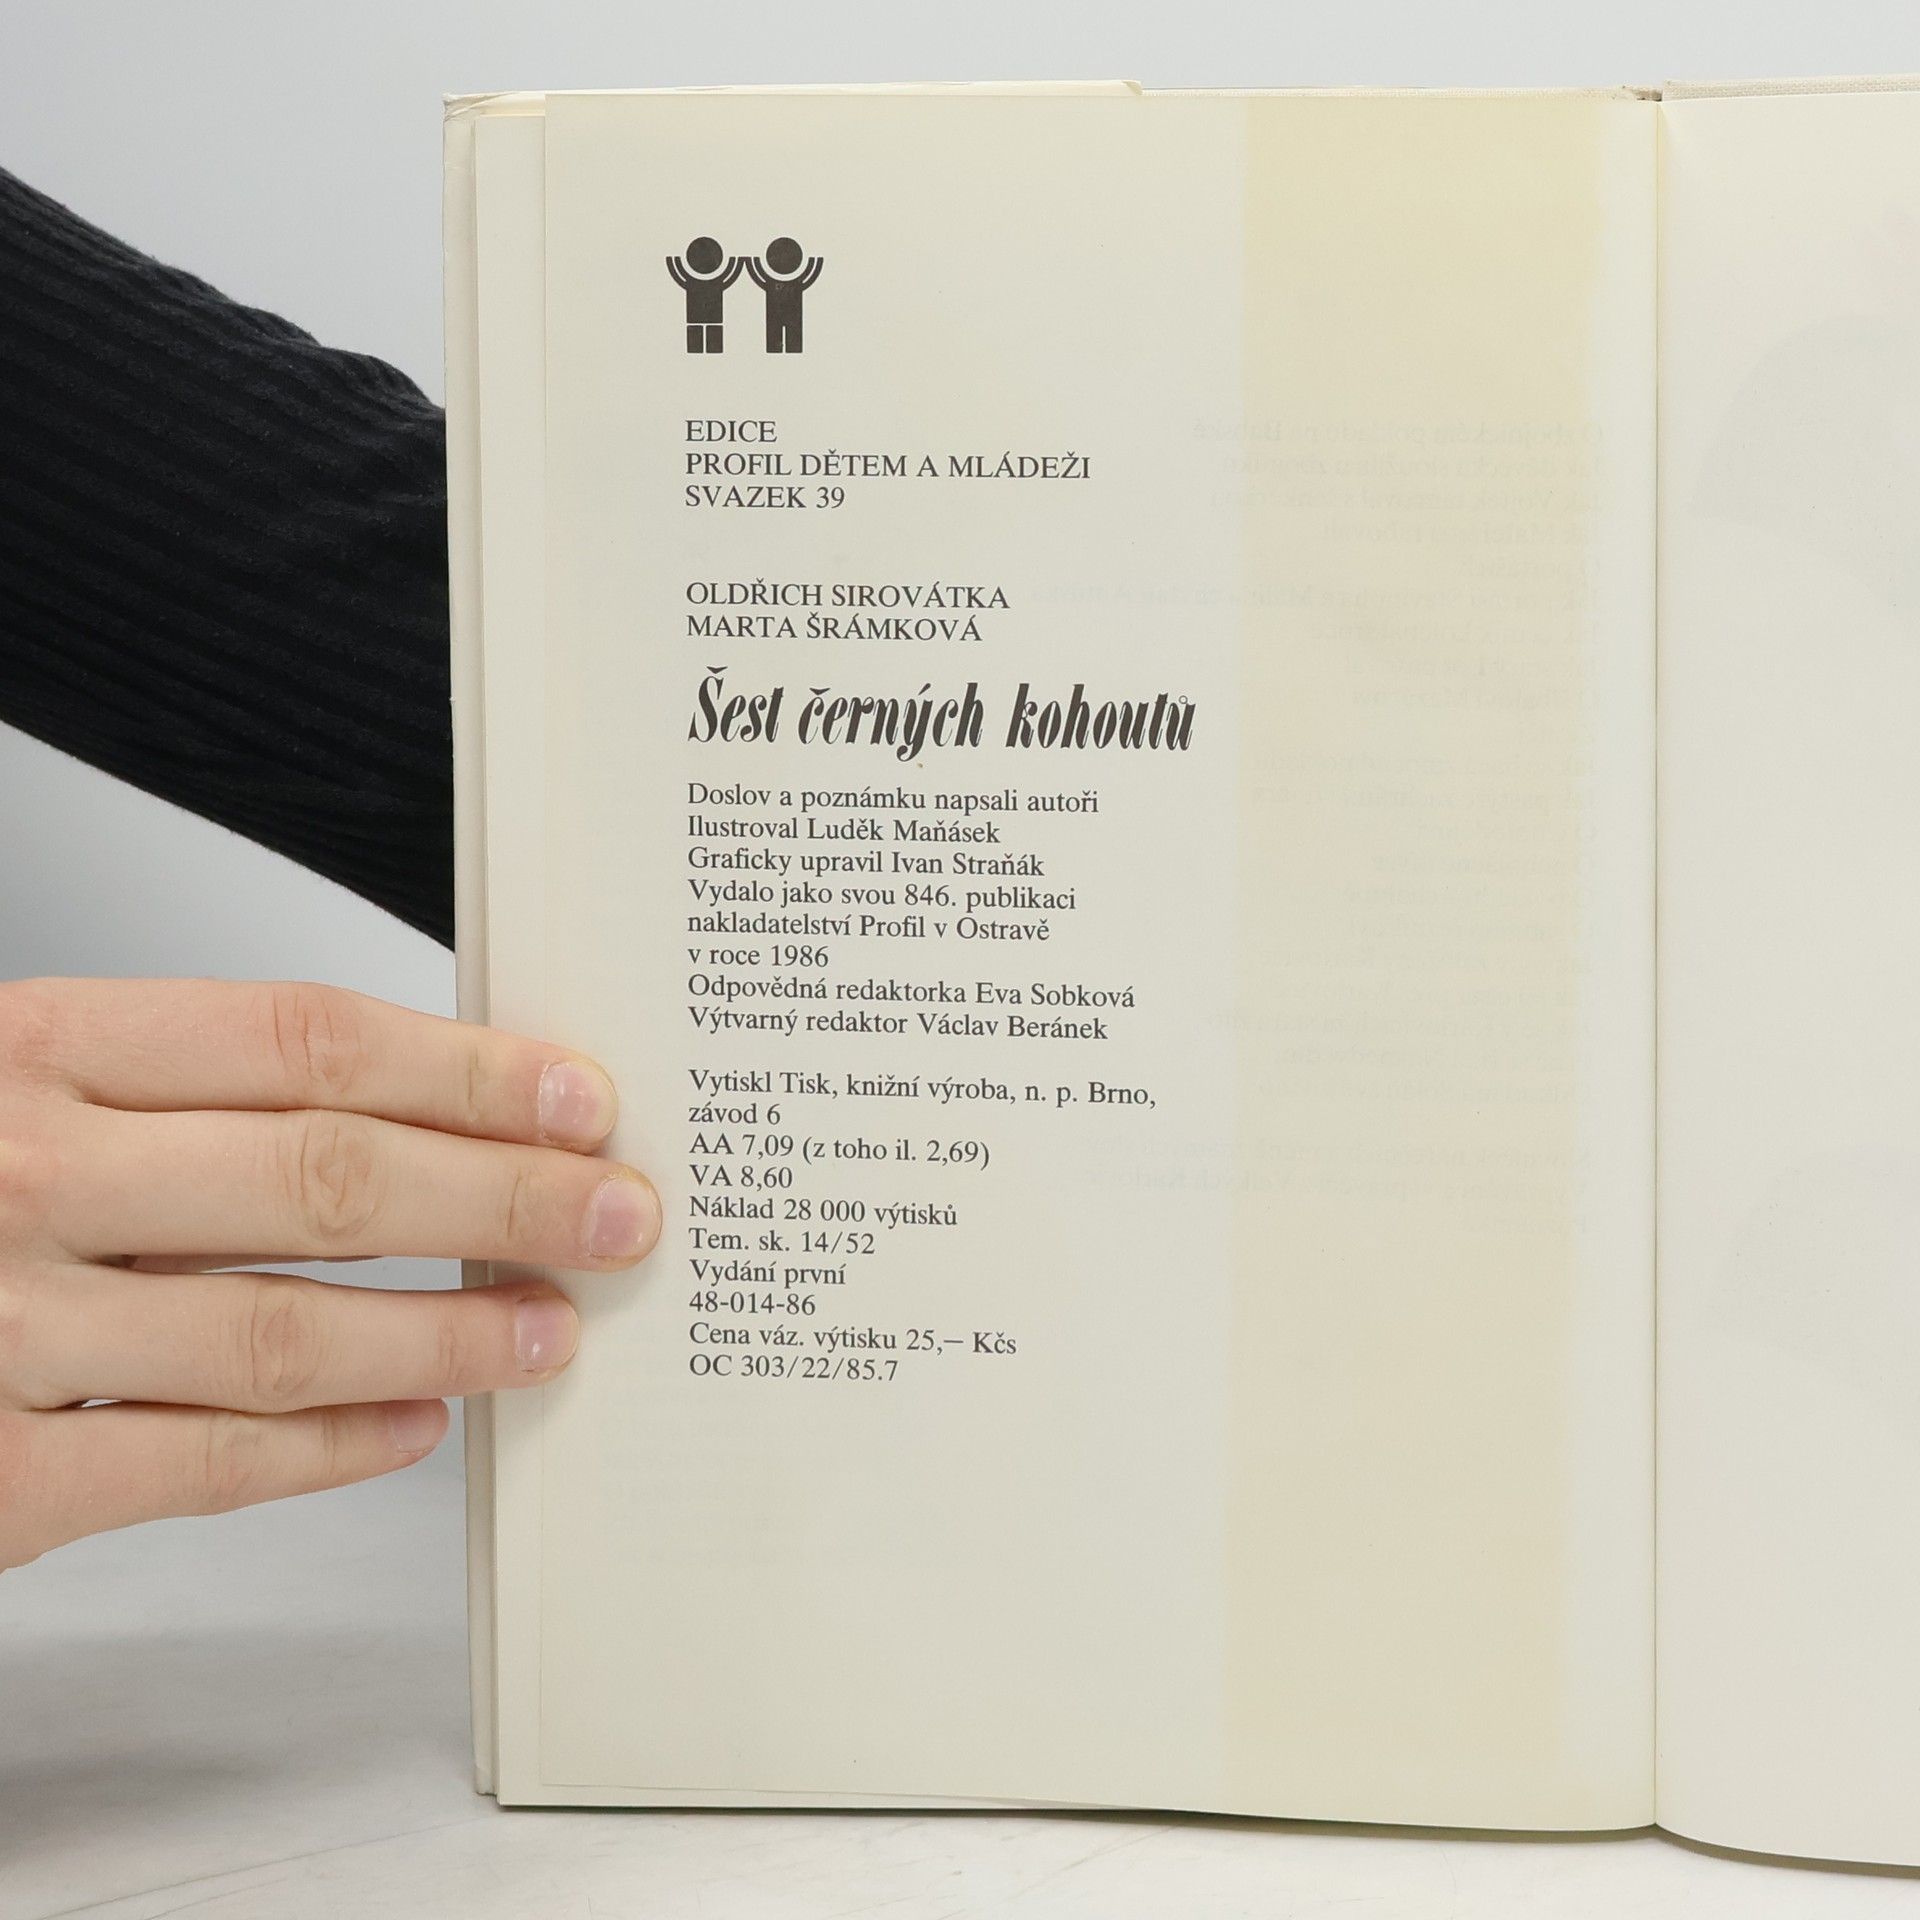 EDICE
PROFIL DĚTEM A MLÁDEŽI
SVAZEK 39
OLDŘICH SIROVÁTKA
MARTA ŠRÁMKOVÁ
Šest černých kohoutů
Doslov a poznámku napsali autoři
Ilustroval Luděk Maňásek
Graficky upravil Ivan Straňák
Vydalo jako svou 846. publikaci
nakladatelství Profil v Ostravě
v roce 1986
Odpovědná redaktorka Eva Sobková
Výtvarný redaktor Václav Beránek
Vytiskl Tisk, knižní výroba, n. p. Brno,
závod 6
AA 7,09 (z toho il. 2,69)
VA 8,60
Náklad 28 000 výtisků
Tem. sk. 14/52
Vydání první
48-014-86
Cena váz. výtisku 25,— Kčs
OC 303/22/85.7